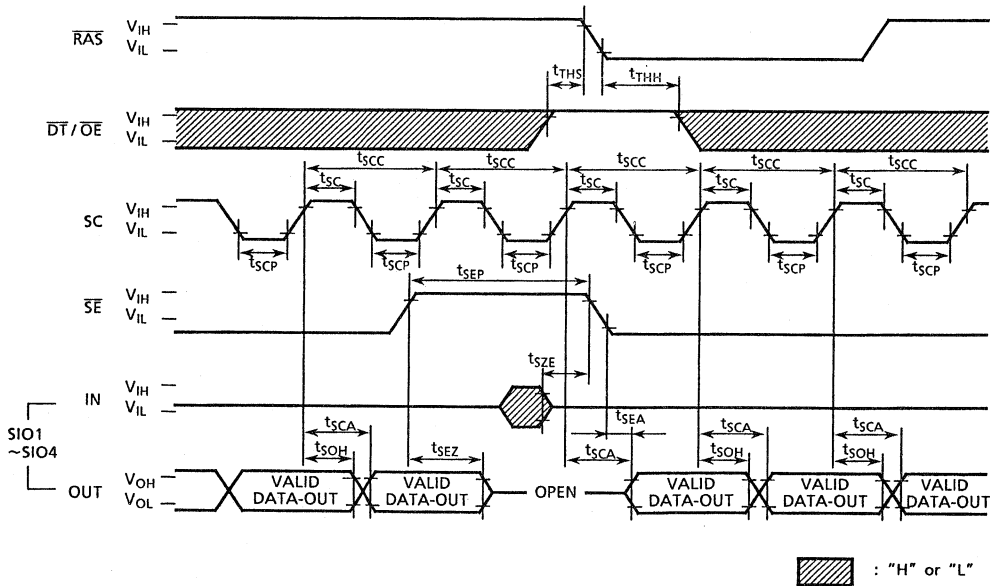 RAS VIH
VIL
tTHS tTHH
DT / OE VIH
VIL
tSCC tSCC tSCC tSCC tSCC
tSC tSC tSC tSC tSC
SC VIH
VIL
tSCP tSCP tSCP tSCP tSCP tSCP
tSEP
SE VIH
VIL
tSZE
IN VIH
VIL
tSEA
SIO1
~SIO4
tSCA tSCA tSCA tSCA
tSOH tSEZ tSOH tSOH
OUT VOH
VOL
VALID
DATA-OUT
VALID
DATA-OUT
OPEN
VALID
DATA-OUT
VALID
DATA-OUT
VALID
DATA-OUT
: "H" or "L"